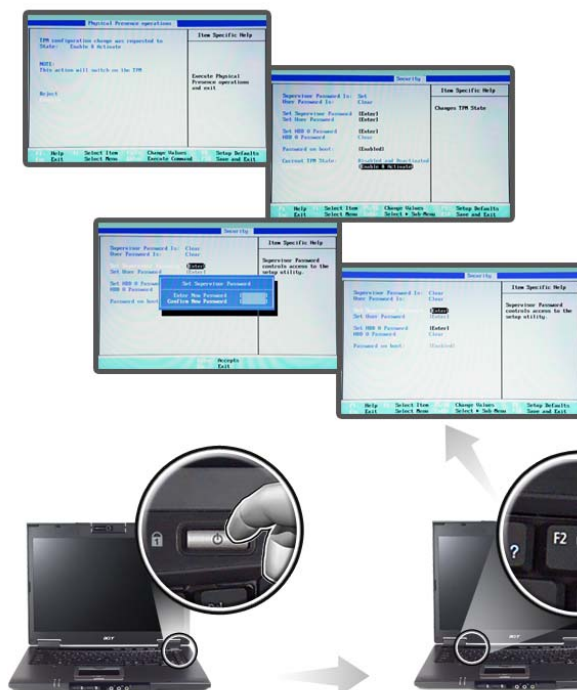 Physical Presence operations
Item Specific Help
TPM configuration change was requested to
State: Enable & Activate
NOTE:
This action will switch on the TPM
Reject
Execute Physical
Presence operations
and exit
Help Select Item Change Values Setup Defaults
Exit Select Menu Execute Command Save and Exit
Security
Item Specific Help
Supervisor Password Is: Set
User Password Is: Clear
Set Supervisor Password [Enter]
Set User Password [Enter]
Set HDD 0 Password [Enter]
HDD 0 Password Clear
Password on boot: [Enabled]
Current TPM State: Disabled and Deactivated
[Enable & Activate]
Changes TPM State
Help Select Item Change Values Setup Defaults
Exit Select Menu Select Sub-Menu Save and Exit
Security
Item Specific Help
Supervisor Password Is: Clear
User Password Is: Clear
[Enter]
Set User Password [Enter]
Set HDD 0 Passwor
HDD 0 Password
Password on boot
Set Supervisor Password
Enter New Password
Confirm New Password
Supervisor Password
controls access to the
setup utility.
Accepts
Exit
Security
Item Specific Help
Supervisor Password Is: Clear
User Password Is: Clear
[Enter]
Set User Password [Enter]
Set HDD 0 Password [Enter]
HDD 0 Password Clear
Password on boot: [Enabled]
Supervisor Password
controls access to the
setup utility.
Help Select Item Change Values Setup Defaults
Exit Select Menu Select Sub-Menu Save and Exit
1
?
F2
acer
acer